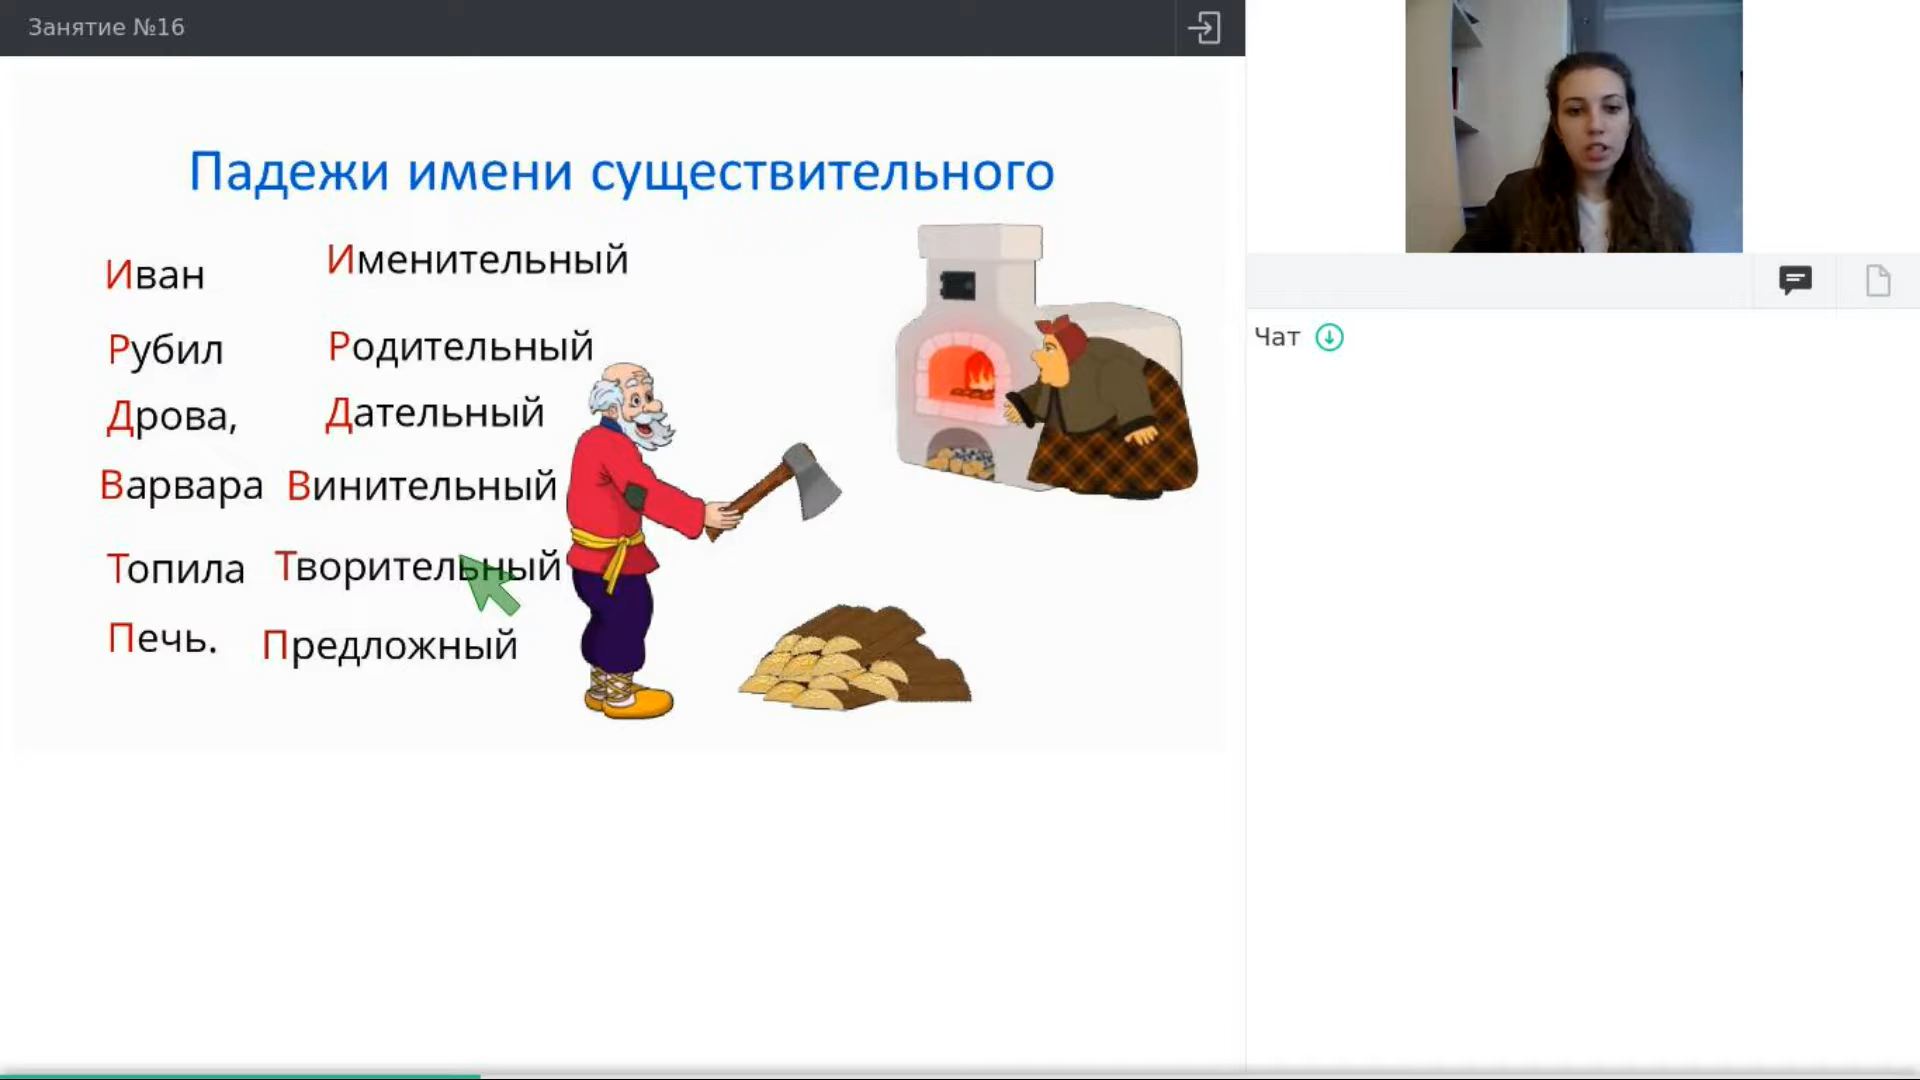 Занятие №16
Падежи имени существительного
Иван Именительный
Рубил Родительный
Дрова, Дательный
Варвара Винительный
Топила Творительный
Печь. Предложный
Чат